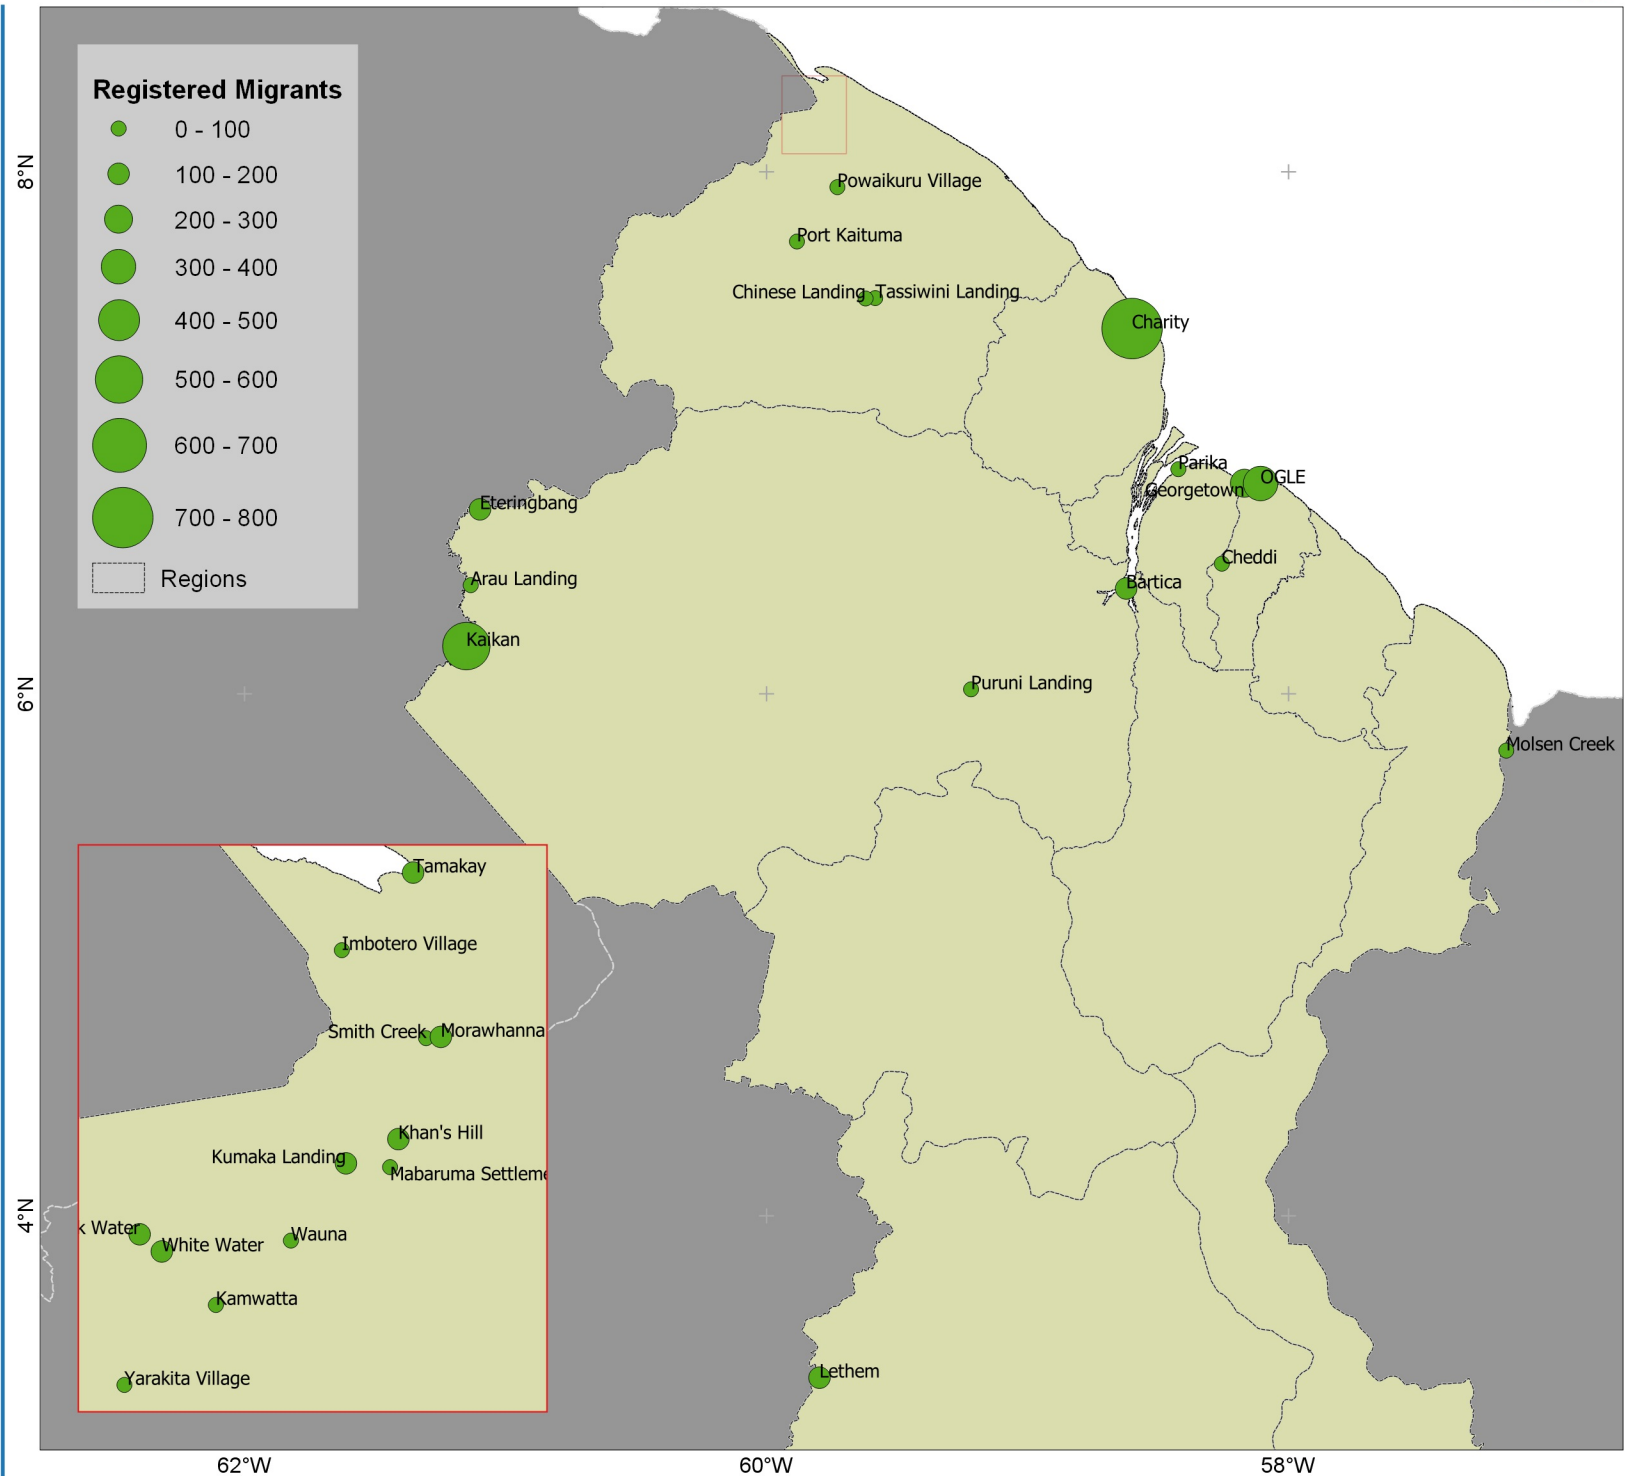 Registered Migrants
0 - 100
100 - 200
200 - 300
300 - 400
400 - 500
500 - 600
600 - 700
700 - 800
Regions
8°N
6°N
4°N
62°W
60°W
58°W
Powaikuru Village
Port Kaituma
Chinese Landing
Tassiwini Landing
Charity
Parika
Georgetown
OGLE
Eteringbang
Cheddi
Arau Landing
Bartica
Kaikan
Puruni Landing
Molsen Creek
Lethem
Tamakay
Imbotero Village
Smith Creek
Morawhanna
Khan's Hill
Kumaka Landing
Mabaruma Settleme
k Water
White Water
Wauna
Kamwatta
Yarakita Village